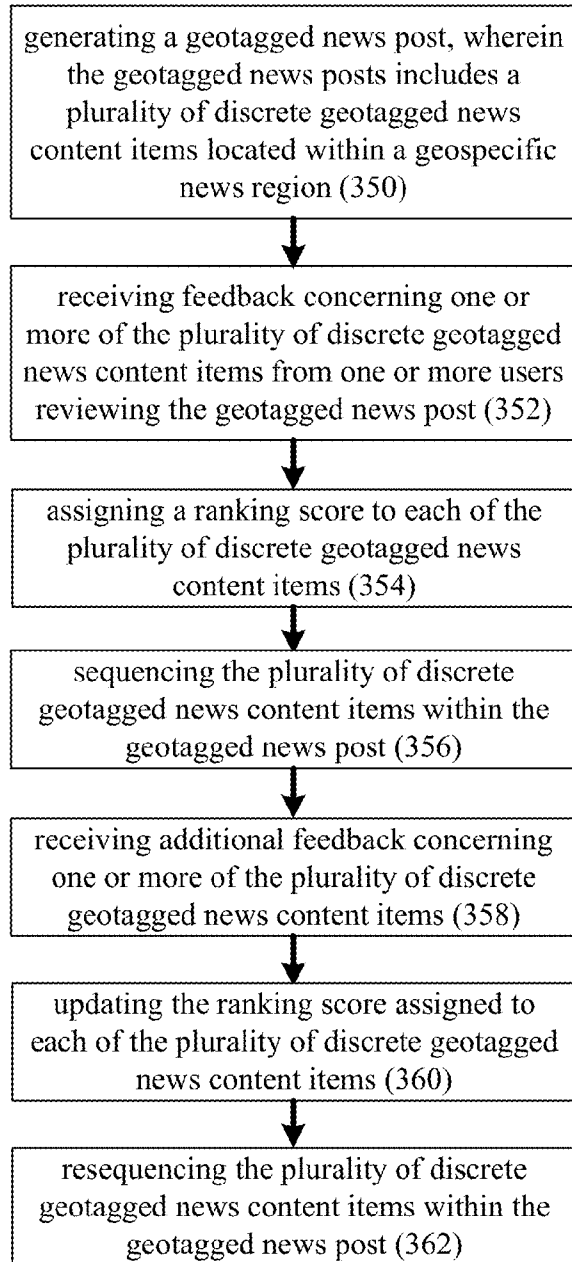 generating a geotagged news post, wherein
the geotagged news posts includes a
plurality of discrete geotagged news
content items located within a geospecific
news region (350)
receiving feedback concerning one or
more of the plurality of discrete geotagged
news content items from one or more users
reviewing the geotagged news post (352)
assigning a ranking score to each of the
plurality of discrete geotagged news
content items (354)
sequencing the plurality of discrete
geotagged news content items within the
geotagged news post (356)
receiving additional feedback concerning
one or more of the plurality of discrete
geotagged news content items (358)
updating the ranking score assigned to
each of the plurality of discrete geotagged
news content items (360)
resequencing the plurality of discrete
geotagged news content items within the
geotagged news post (362)